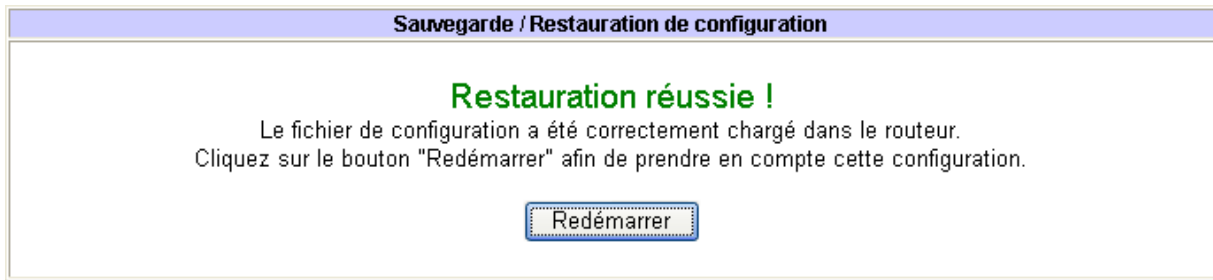 Sauvegarde / Restauration de configuration
Restauration réussie !
Le fichier de configuration a été correctement chargé dans le routeur.
Cliquez sur le bouton "Redémarrer" afin de prendre en compte cette configuration.
Redémarrer